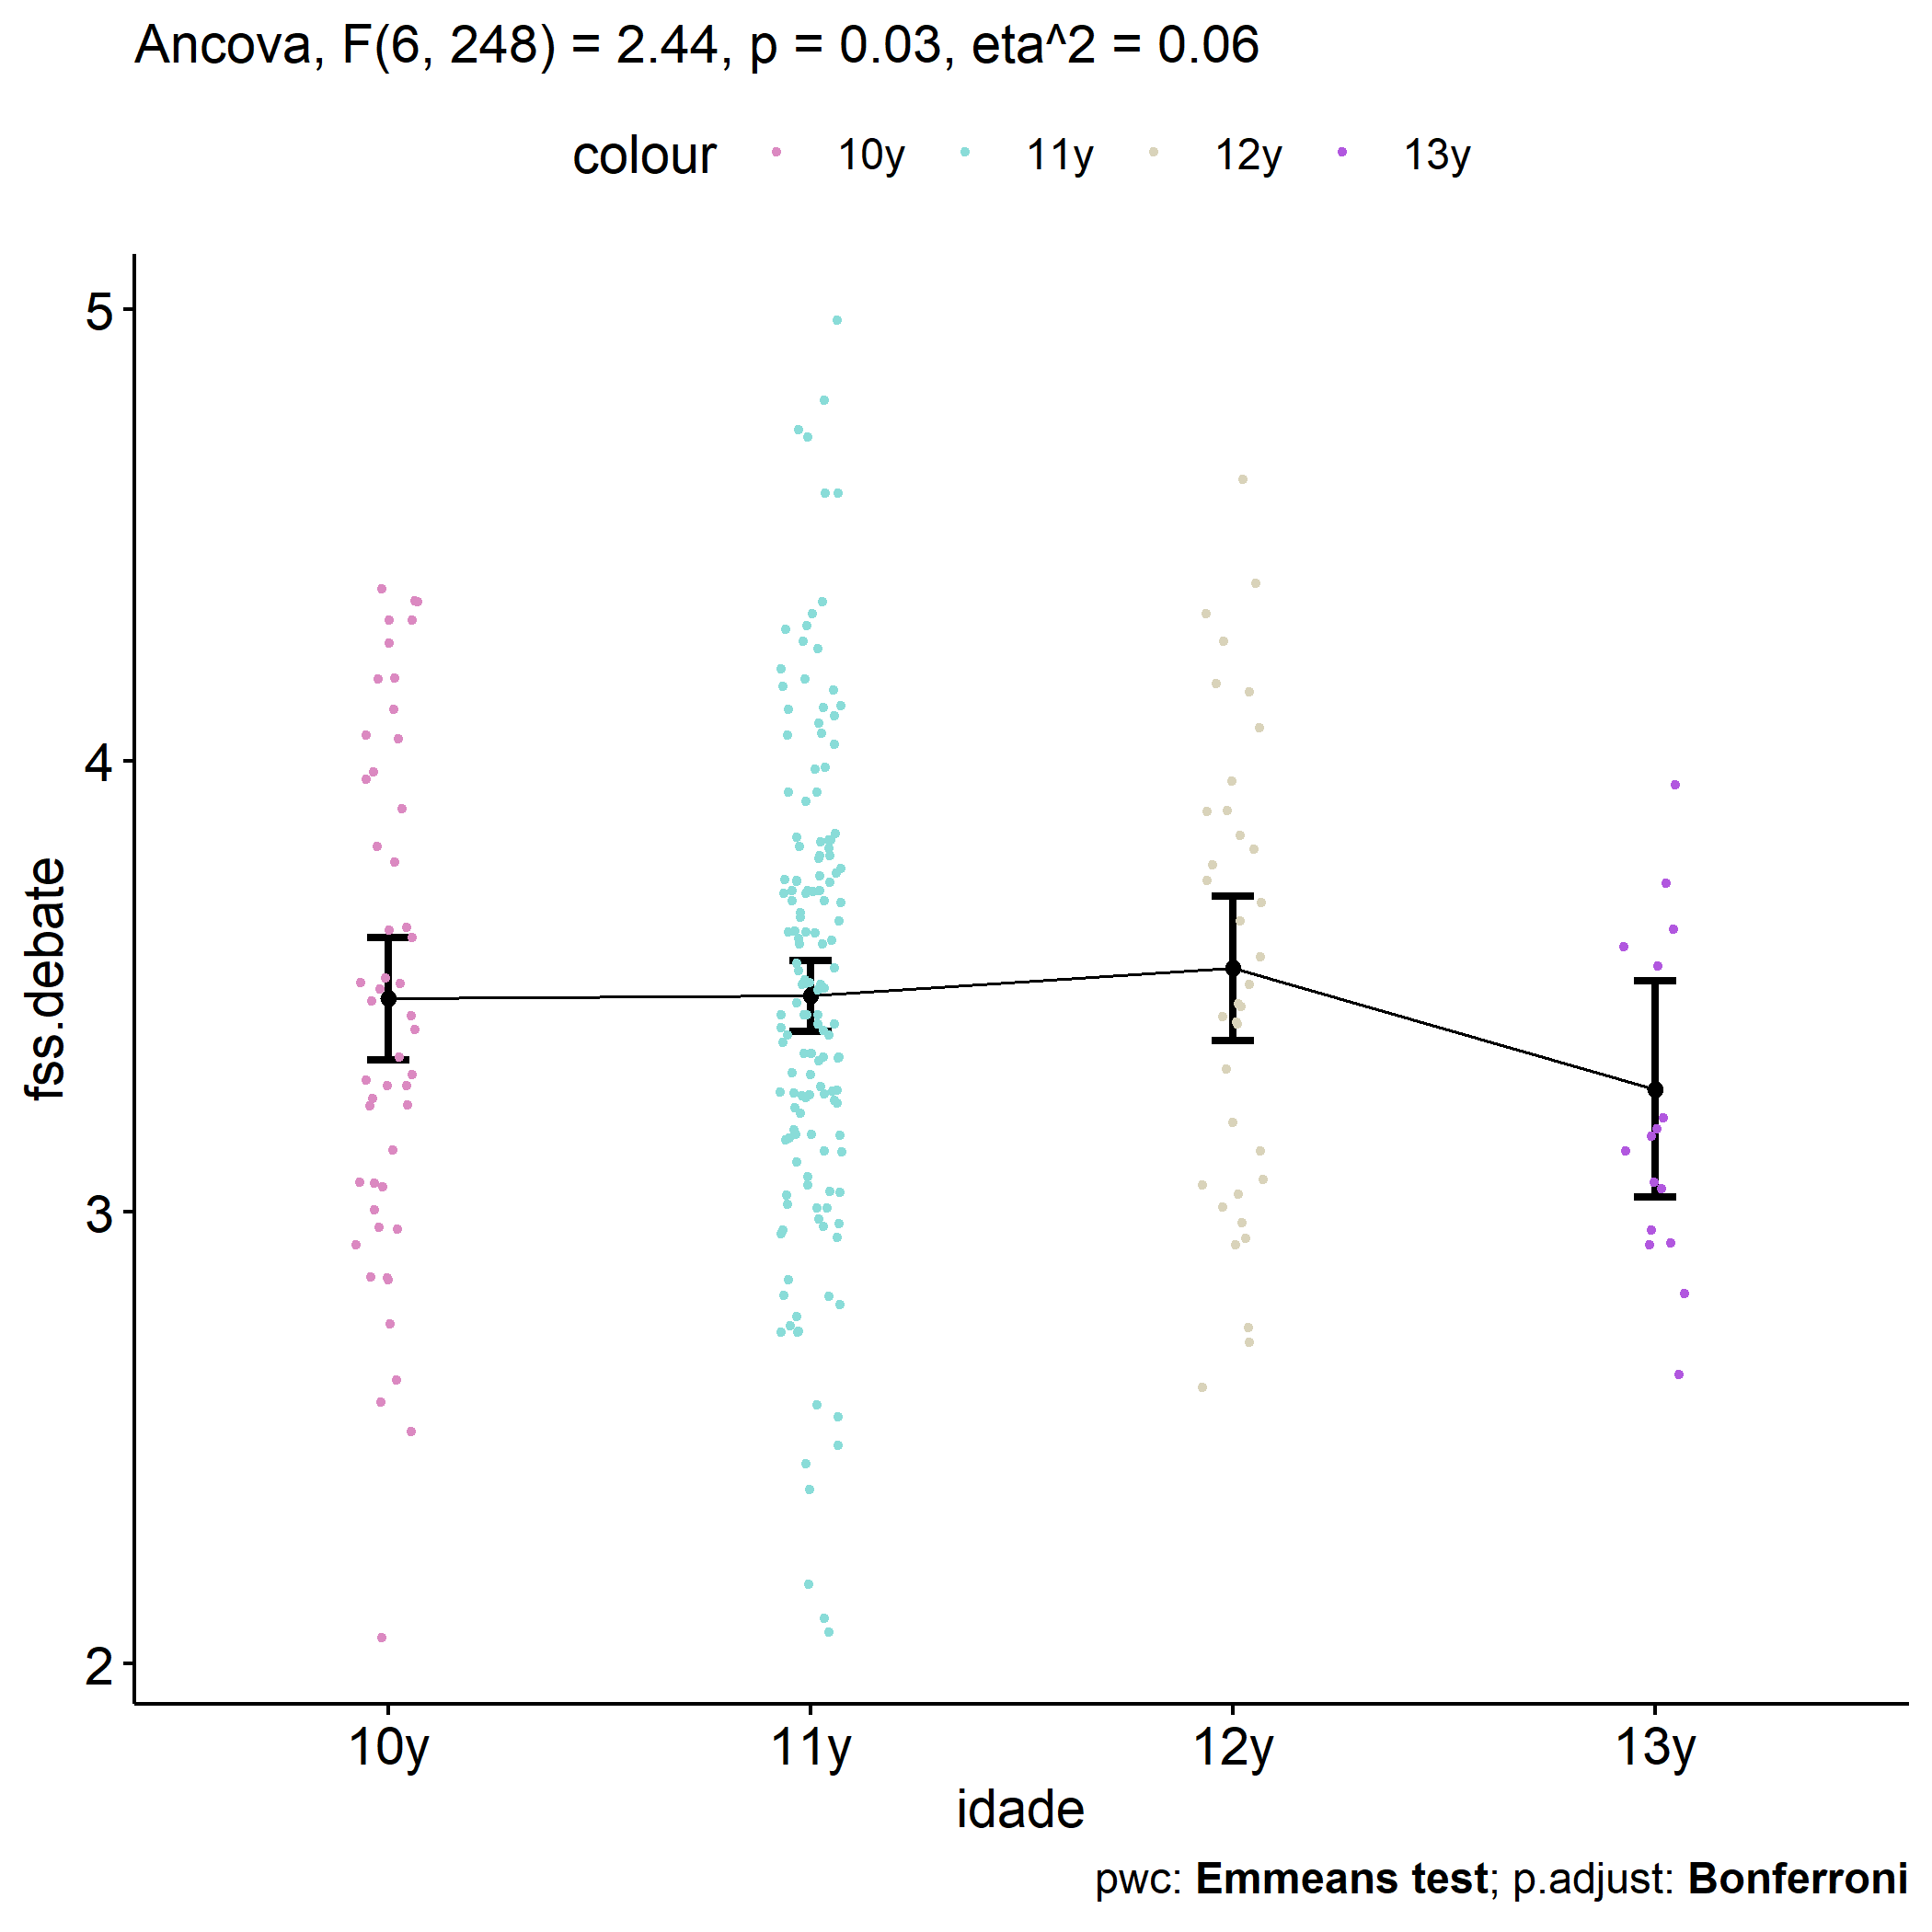 Ancova, F(6, 248) = 2.44, p = 0.03, eta^2 = 0.06
colour 10y 11y 12y 13y
5
4
3
2
fss.debate
10y 11y 12y 13y
idade
pwc: Emmeans test; p.adjust: Bonferroni